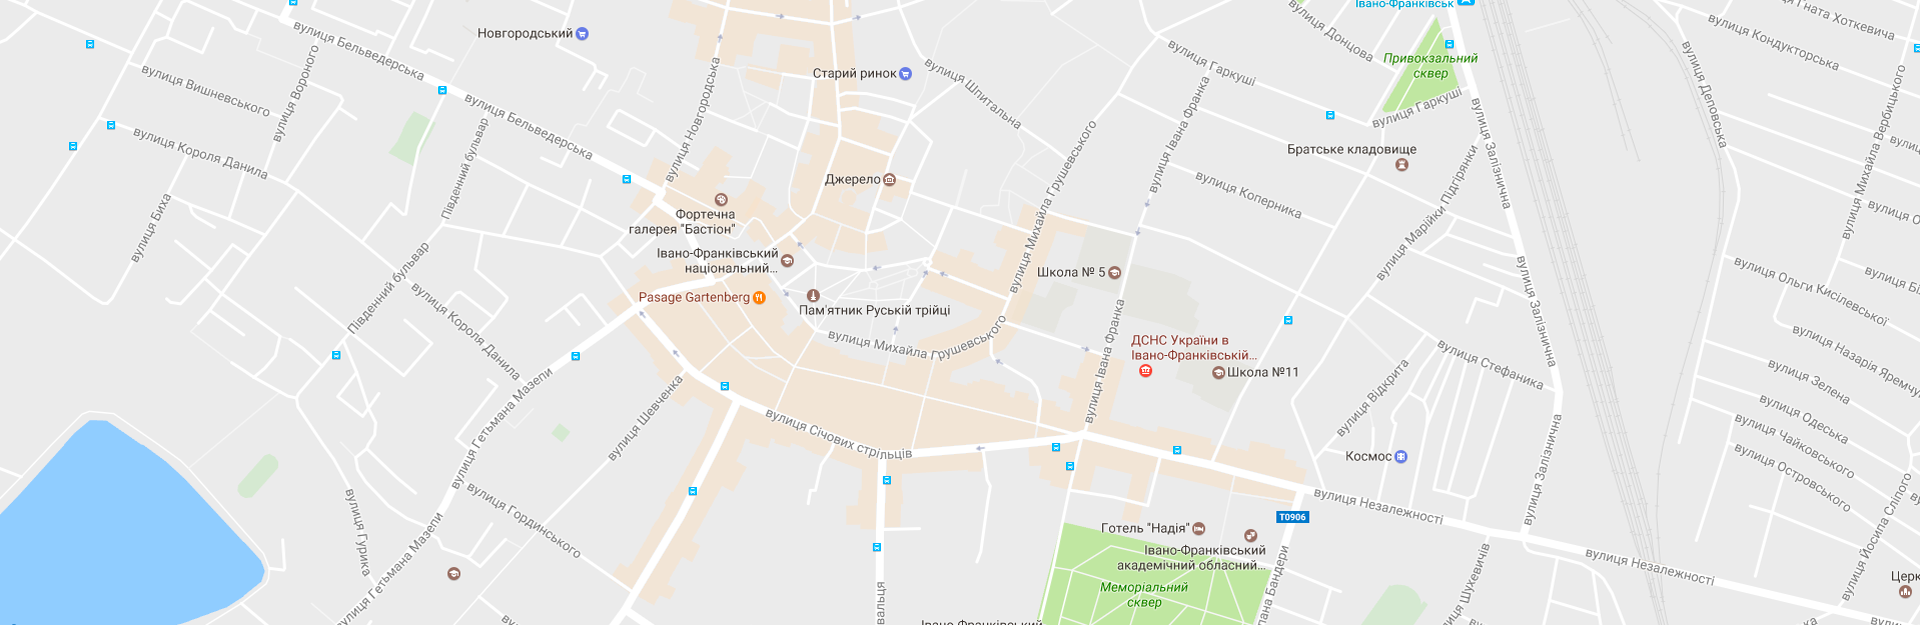 Івано-Франківськ
вулиця Гната Хоткевича
вулиця Бельведерська
Новгородський
вулиця Вороного
вулиця Донцова
вулиця Кондукторська
вулиця Гаркуші
Привокзальний
сквер
Старий ринок
вулиця Вишневського
вулиця Новгородська
вулиця Шпитальна
вулиця Івана Франка
вулиця Гаркуші
вулиця Залізнична
вулиця Деповська
вулиця Михайла Вербицького
вулиця Бельведерська
вулиця Короля Данила
Південний бульвар
вулиця Михайла Грушевського
Братське кладовище
Джерело
вулиця Коперника
вулиця Марійки Підгірянки
Фортечна
галерея "Бастіон"
вулиця Биха
Івано-Франківський
національний...
Школа № 5
вулиця Ольги Кисілевської
вулиця Залізнична
Південний бульвар
вулиця Короля Данила
Pasage Gartenberg
Пам'ятник Руській трійці
вулиця Михайла Грушевського
вулиця Івана Франка
ДСНС України в
Івано-Франківській...
Школа №11
вулиця Стефаника
вулиця Назарія Яремчука
вулиця Зелена
вулиця Одеська
вулиця Чайковського
вулиця Островського
вулиця Гетьмана Мазепи
вулиця Шевченка
вулиця Січових стрільців
вулиця Відкрита
Космос
вулиця Залізнична
вулиця Незалежності
T0906
вулиця Гурика
вулиця Гординського
вулиця Гетьмана Мазепи
Готель "Надія"
Івано-Франківський
академічний обласний...
Меморіальний
сквер
вулиця Незалежності
вулиця Йосипа Сліпого